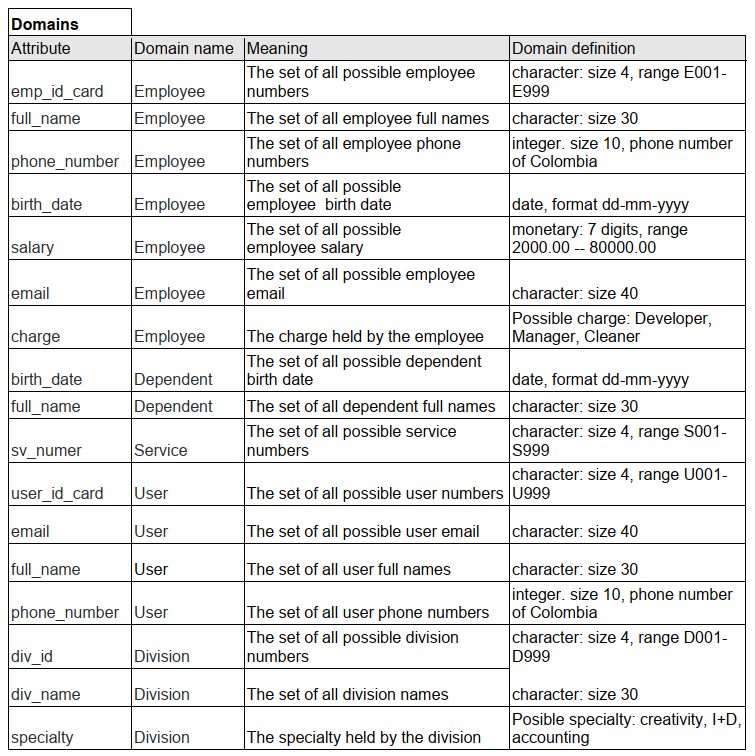 Domains
Attribute Domain name Meaning Domain definition
emp_id_card Employee The set of all possible employee numbers character: size 4, range E001-E999
full_name Employee The set of all employee full names character: size 30
phone_number Employee The set of all employee phone numbers integer. size 10, phone number of Colombia
birth_date Employee The set of all possible employee  birth date date, format dd-mm-yyyy
salary Employee The set of all possible employee salary monetary: 7 digits, range 2000.00 -- 80000.00
email Employee The set of all possible employee email character: size 40
charge Employee The charge held by the employee Possible charge: Developer, Manager, Cleaner
birth_date Dependent The set of all possible dependent birth date date, format dd-mm-yyyy
full_name Dependent The set of all dependent full names character: size 30
sv_numer Service The set of all possible service numbers character: size 4, range S001-S999
user_id_card User The set of all possible user numbers character: size 4, range U001-U999
email User The set of all possible user email character: size 40
full_name User The set of all user full names character: size 30
phone_number User The set of all user phone numbers integer. size 10, phone number of Colombia
div_id Division The set of all possible division numbers character: size 4, range D001-D999
div_name Division The set of all division names character: size 30
specialty Division The specialty held by the division Posible specialty: creativity, I+D, accounting